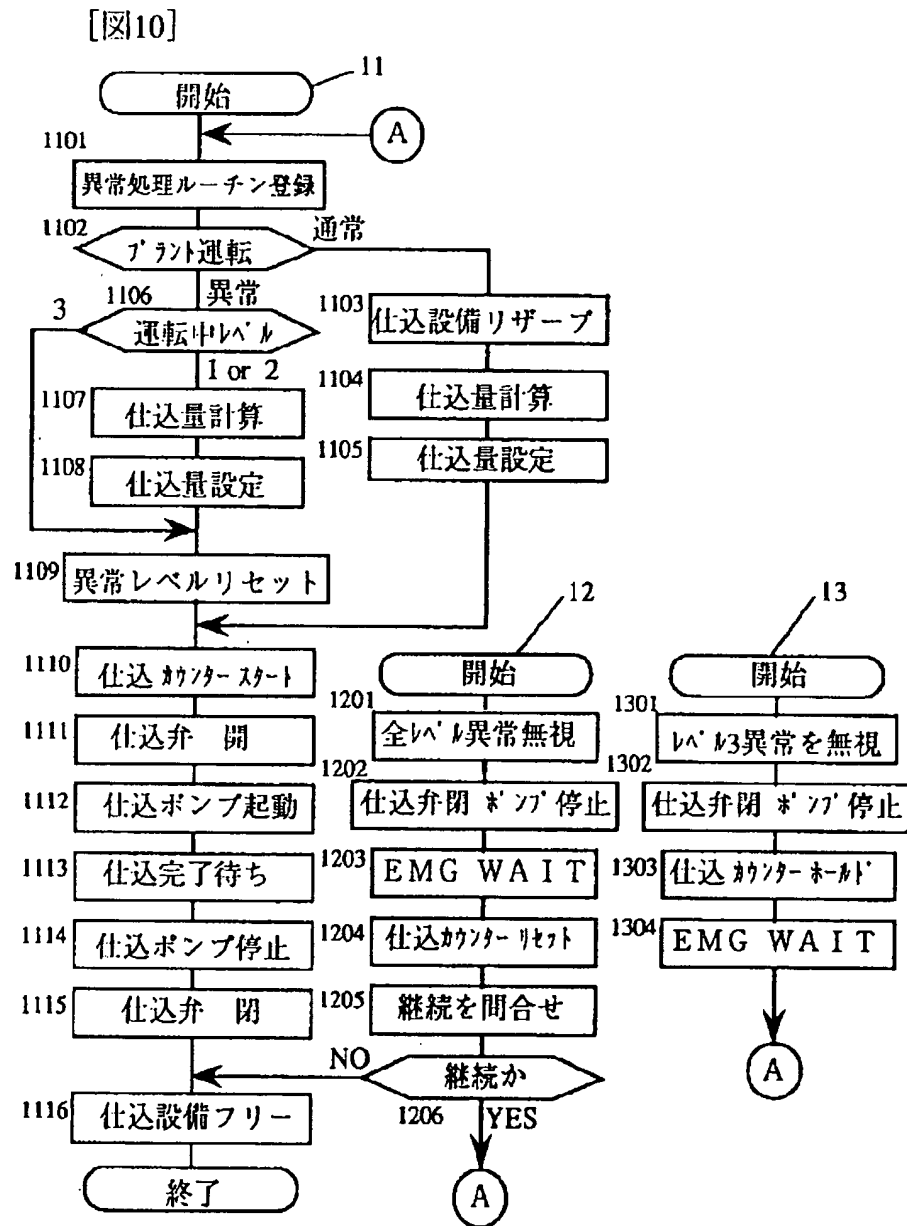 [図10]
11
開始
A
1101
異常処理ルーチン登録
1102
プラント運転
通常
異常
1106
3
運転中レベル
1 or 2
1103
仕込設備リザーブ
1107
仕込量計算
1104
仕込量計算
1108
仕込量設定
1105
仕込量設定
1109
異常レベルリセット
1110
仕込カウンタースタート
1111
仕込弁 開
1112
仕込ポンプ起動
1113
仕込完了待ち
1114
仕込ポンプ停止
1115
仕込弁 閉
1116
仕込設備フリー
終了
12
開始
1201
全レベル異常無視
1202
仕込弁閉 ポンプ停止
1203
EMG WAIT
1204
仕込カウンターリセット
1205
継続を問合せ
NO
継続か
1206
YES
A
13
開始
1301
レベル3異常を無視
1302
仕込弁閉 ポンプ停止
1303
仕込カウンターホールド
1304
EMG WAIT
A